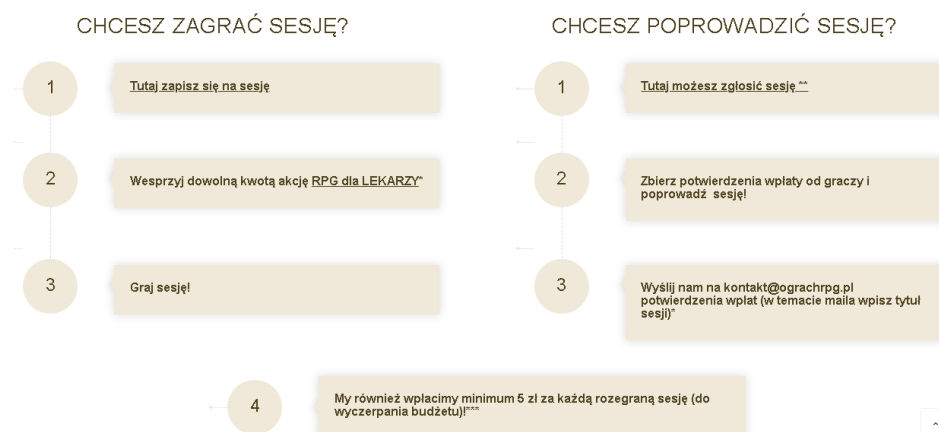 CHCESZ ZAGRAĆ SESJĘ?
1
Tutaj zapisz się na sesję
2
Wesprzyj dowolną kwotą akcję RPG dla LEKARZY*
3
Graj sesję!
CHCESZ POPROWADZIĆ SESJĘ?
1
Tutaj możesz zgłosić sesję **
2
Zbierz potwierdzenia wpłaty od graczy i
poprowadź sesję!
3
Wyślij nam na kontakt@ograchrpg.pl
potwierdzenia wpłat (w temacie maila wpisz tytuł
sesji)*
4
My również wpłacimy minimum 5 zł za każdą rozegraną sesję (do
wyczerpania budżetu)!***